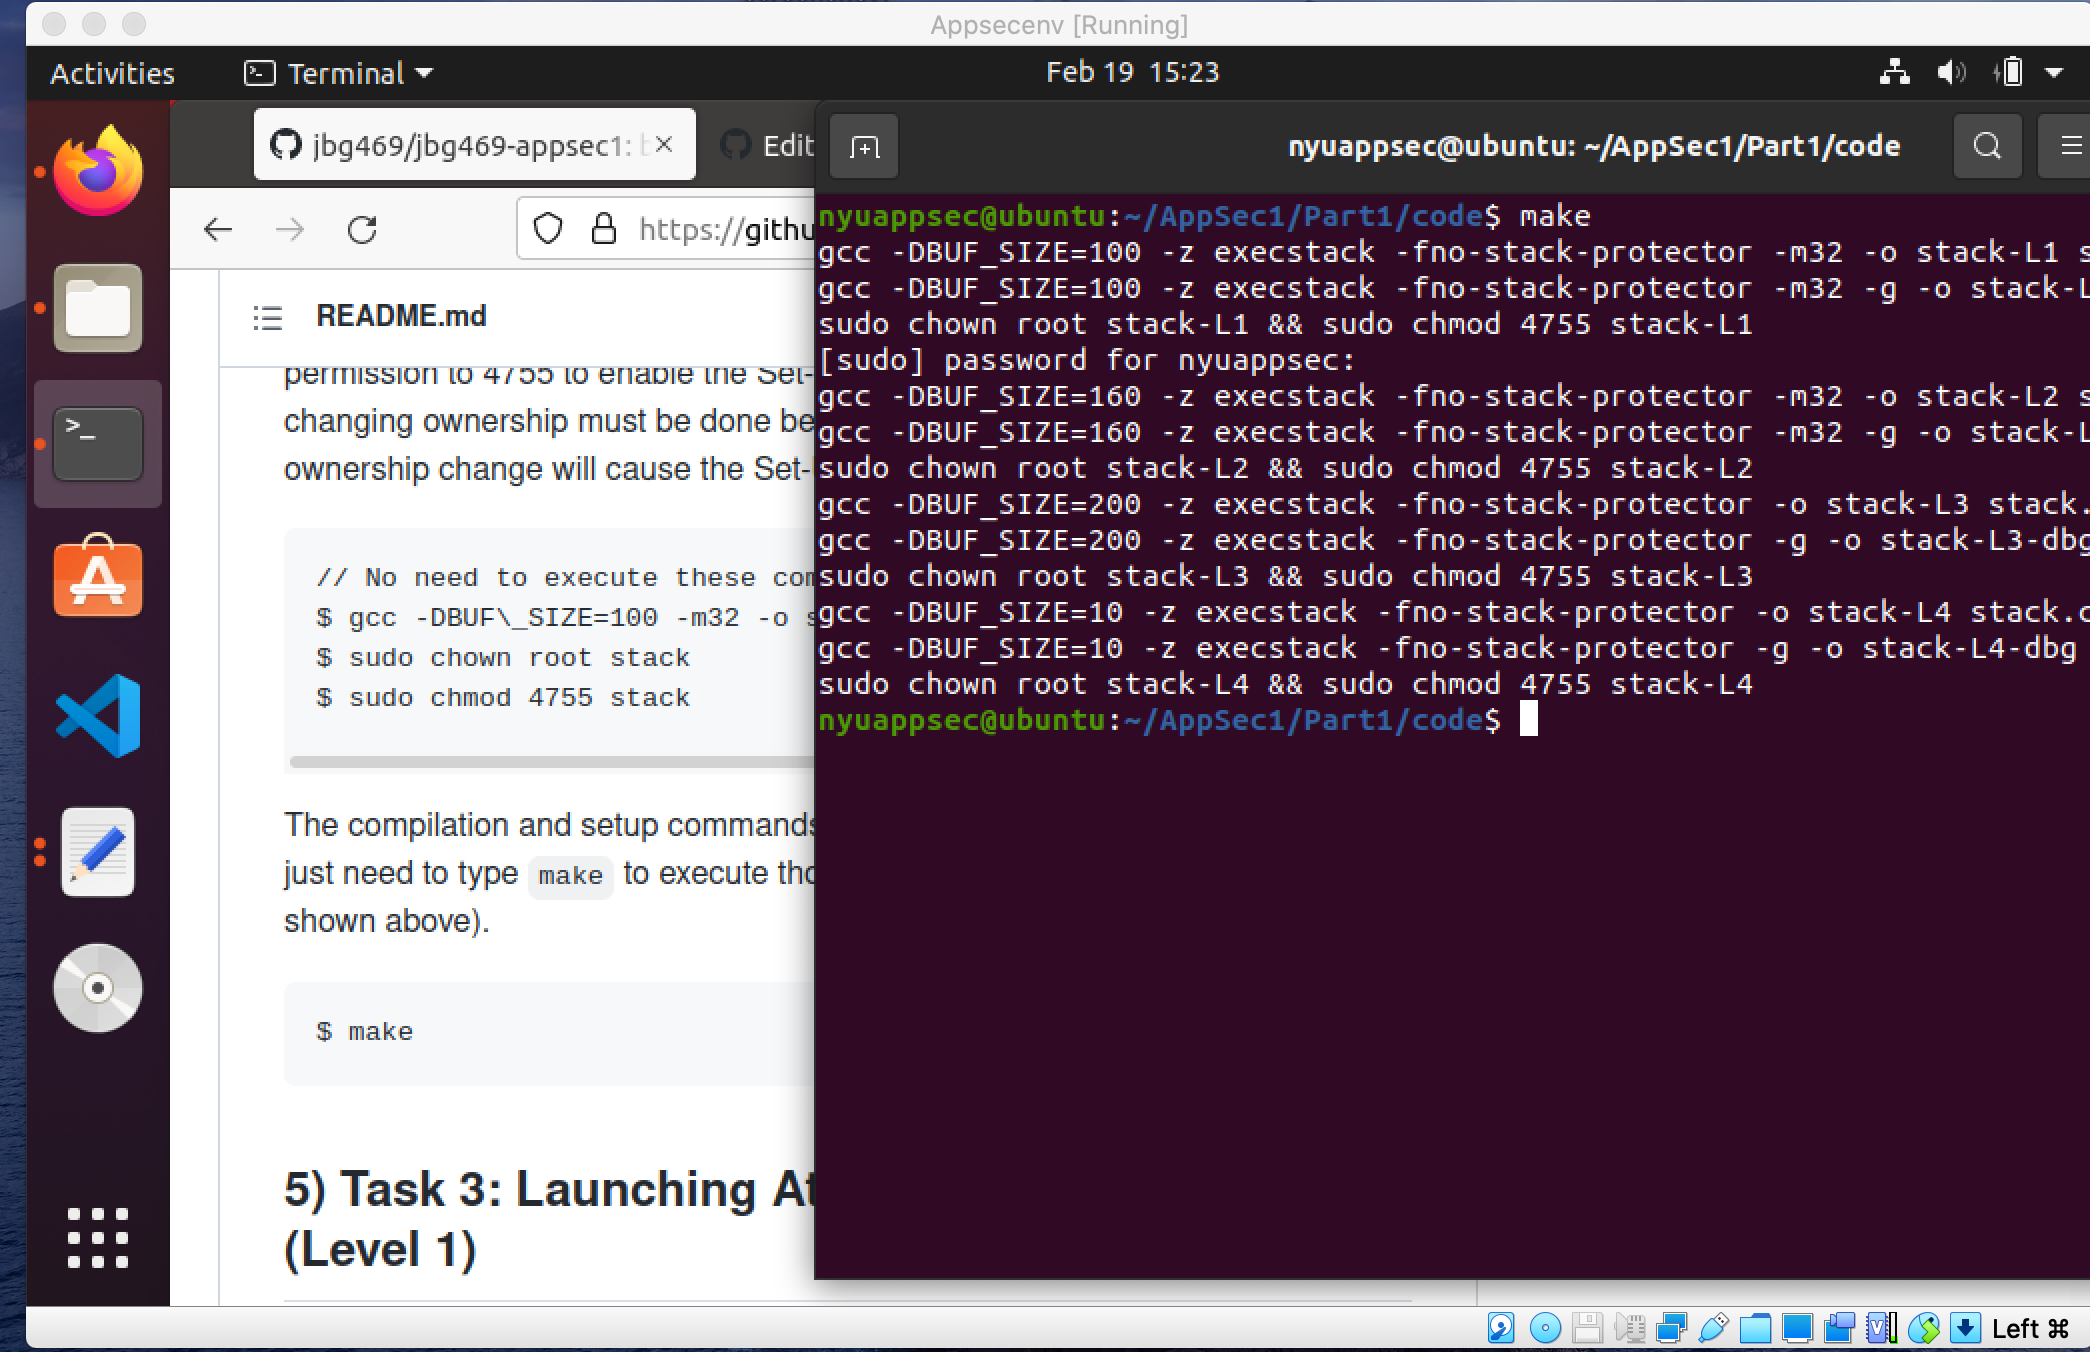 Appsecenv [Running]
Activities
Terminal
Feb 19 15:23
jbg469/jbg469-appsec1:
Edit
nyuappsec@ubuntu: ~/AppSec1/Part1/code
https://githu
README.md
permission to 4755 to enable the Set-
changing ownership must be done be
ownership change will cause the Set-
// No need to execute these com
$ gcc -DBUF\_SIZE=100 -m32 -o s
$ sudo chown root stack
$ sudo chmod 4755 stack
The compilation and setup commands
just need to type make to execute tho
shown above).
$ make
5) Task 3: Launching At
(Level 1)
nyuappsec@ubuntu:~/AppSec1/Part1/code$ make
gcc -DBUF_SIZE=100 -z execstack -fno-stack-protector -m32 -o stack-L1 s
gcc -DBUF_SIZE=100 -z execstack -fno-stack-protector -m32 -g -o stack-L
sudo chown root stack-L1 && sudo chmod 4755 stack-L1
[sudo] password for nyuappsec:
gcc -DBUF_SIZE=160 -z execstack -fno-stack-protector -m32 -o stack-L2 s
gcc -DBUF_SIZE=160 -z execstack -fno-stack-protector -m32 -g -o stack-L
sudo chown root stack-L2 && sudo chmod 4755 stack-L2
gcc -DBUF_SIZE=200 -z execstack -fno-stack-protector -o stack-L3 stack.
gcc -DBUF_SIZE=200 -z execstack -fno-stack-protector -g -o stack-L3-dbg
sudo chown root stack-L3 && sudo chmod 4755 stack-L3
gcc -DBUF_SIZE=10 -z execstack -fno-stack-protector -o stack-L4 stack.c
gcc -DBUF_SIZE=10 -z execstack -fno-stack-protector -g -o stack-L4-dbg
sudo chown root stack-L4 && sudo chmod 4755 stack-L4
nyuappsec@ubuntu:~/AppSec1/Part1/code$
Left ⌘